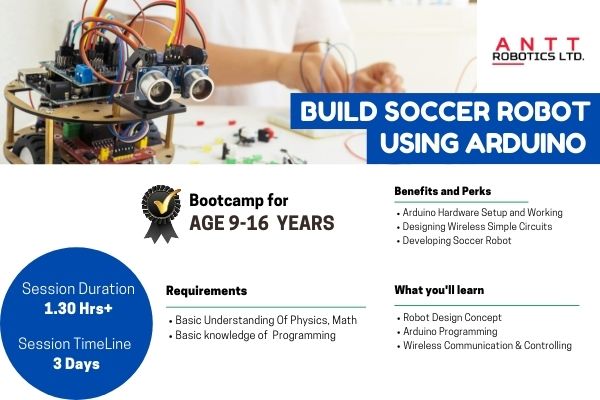 ANTT
ROBOTICS LTD.
BUILD SOCCER ROBOT
USING ARDUINO
Bootcamp for
AGE 9-16 YEARS
Benefits and Perks
• Arduino Hardware Setup and Working
• Designing Wireless Simple Circuits
• Developing Soccer Robot
Session Duration
1.30 Hrs+
Session TimeLine
3 Days
Requirements
• Basic Understanding Of Physics, Math
• Basic knowledge of Programming
What you'll learn
• Robot Design Concept
• Arduino Programming
• Wireless Communication & Controlling